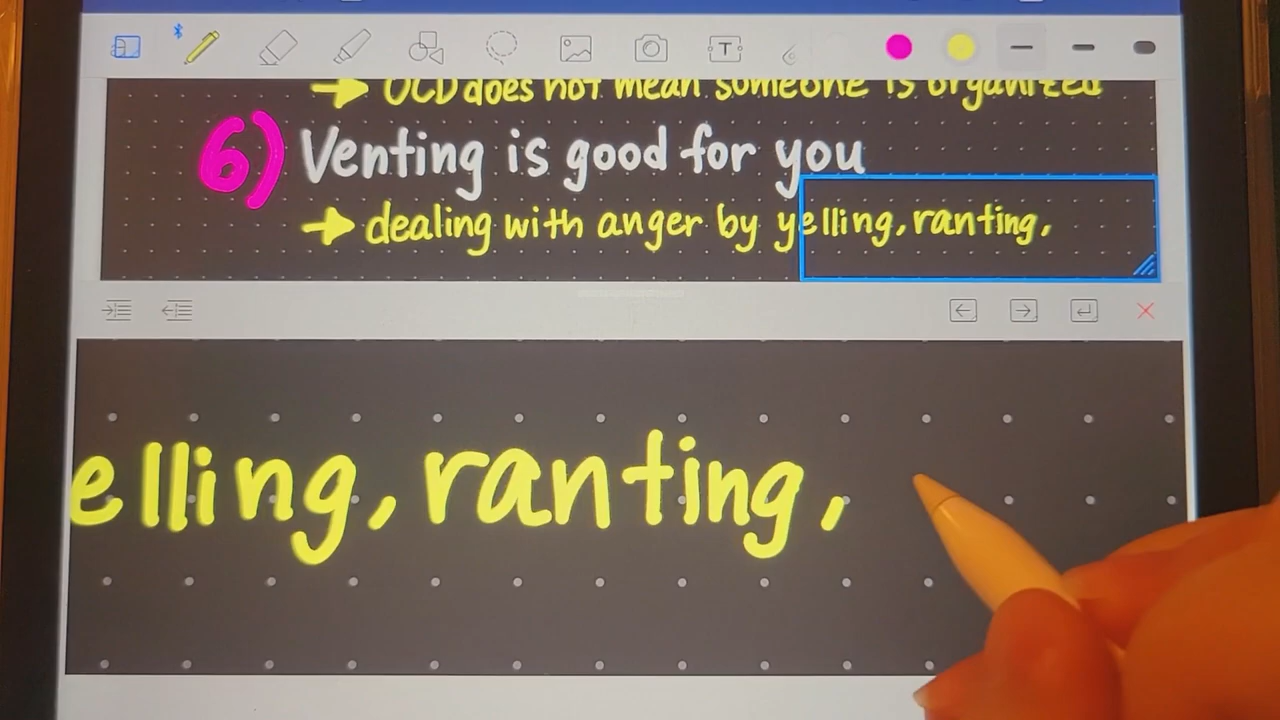 → OCD does not mean someone is organized
6) Venting is good for you
→ dealing with anger by yelling, ranting,
elling, ranting,